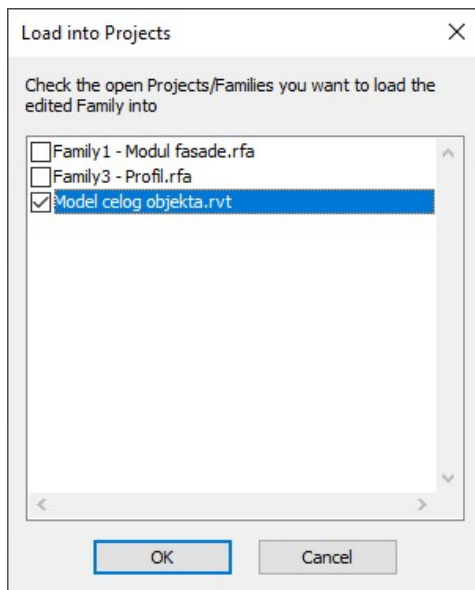 Load into Projects
Check the open Projects/Families you want to load the
edited Family into
Family1 - Modul fasade.rfa
Family3 - Profil.rfa
Model celog objekta.rvt
OK
Cancel